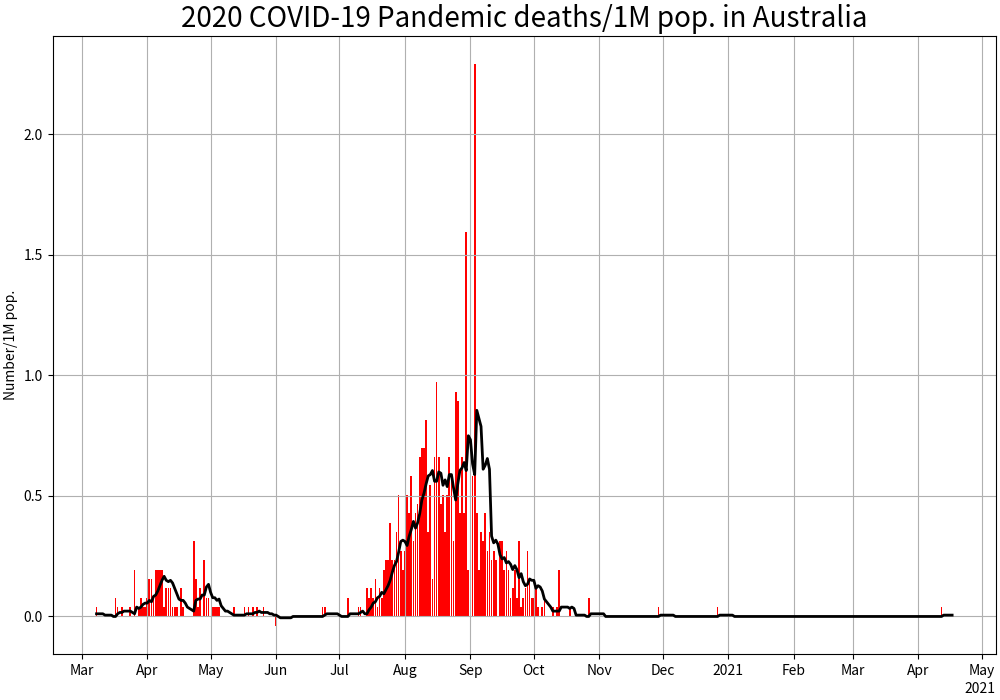 2020 COVID-19 Pandemic deaths/1M pop. in Australia
Number/1M pop.
2.0
1.5
1.0
0.5
0.0
Mar Apr May Jun Jul Aug Sep Oct Nov Dec 2021 Feb Mar Apr May
2021